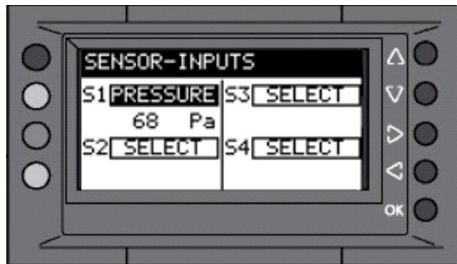 SENSOR-INPUTS
S1 PRESSURE S3 SELECT
68 Pa
S2 SELECT S4 SELECT
OK